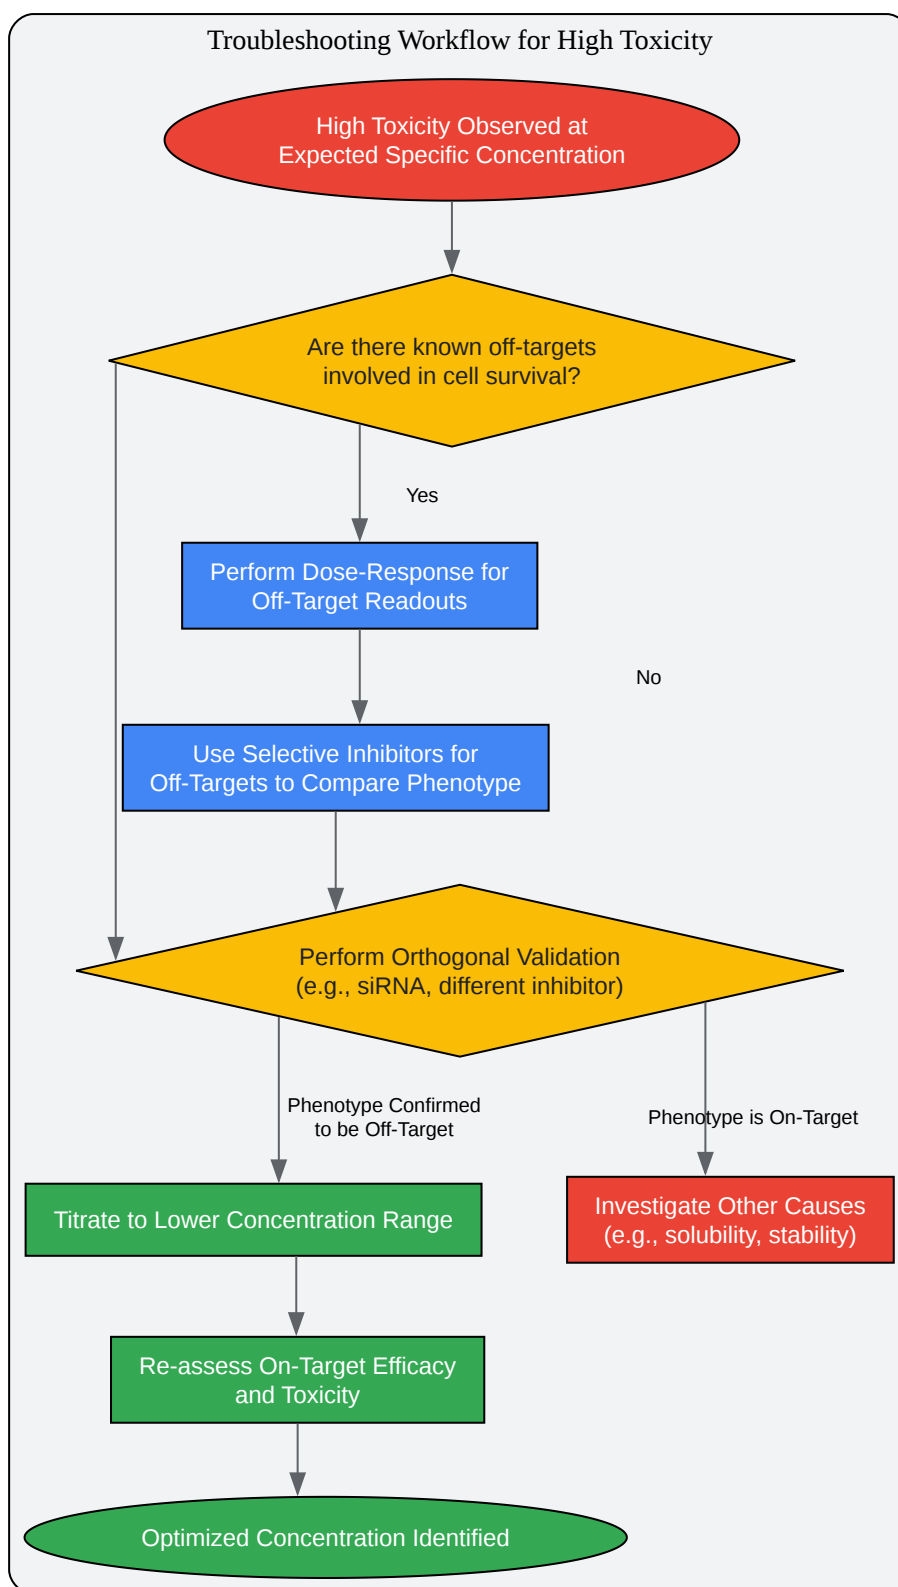 Troubleshooting Workflow for High Toxicity
High Toxicity Observed at
Expected Specific Concentration
Are there known off-targets
involved in cell survival?
Yes
Perform Dose-Response for
Off-Target Readouts
No
Use Selective Inhibitors for
Off-Targets to Compare Phenotype
Perform Orthogonal Validation
(e.g., siRNA, different inhibitor)
Phenotype Confirmed
to be Off-Target
Phenotype is On-Target
Titrate to Lower Concentration Range
Investigate Other Causes
(e.g., solubility, stability)
Re-assess On-Target Efficacy
and Toxicity
Optimized Concentration Identified